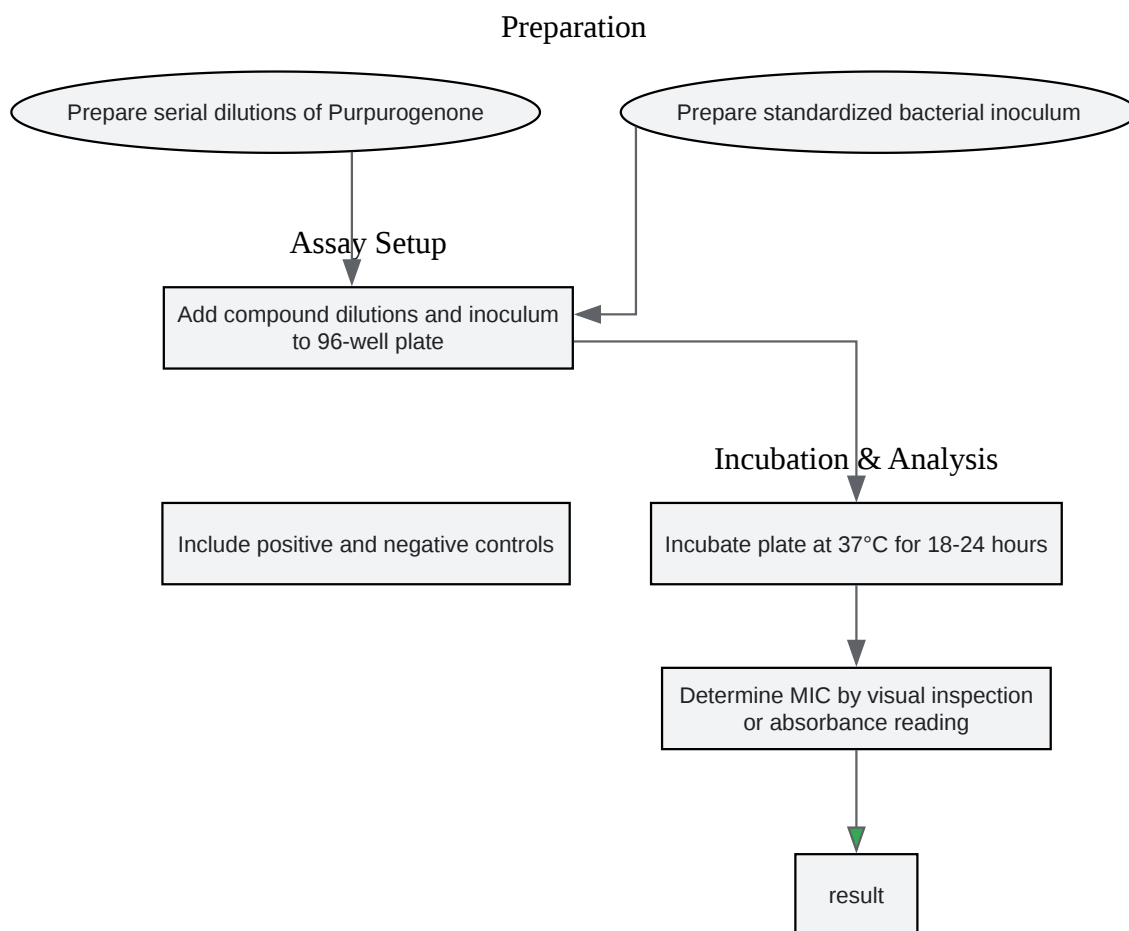 Preparation
Prepare serial dilutions of Purpurogenone
Prepare standardized bacterial inoculum
Assay Setup
Add compound dilutions and inoculum
to 96-well plate
Incubation & Analysis
Include positive and negative controls
Incubate plate at 37°C for 18-24 hours
Determine MIC by visual inspection
or absorbance reading
result